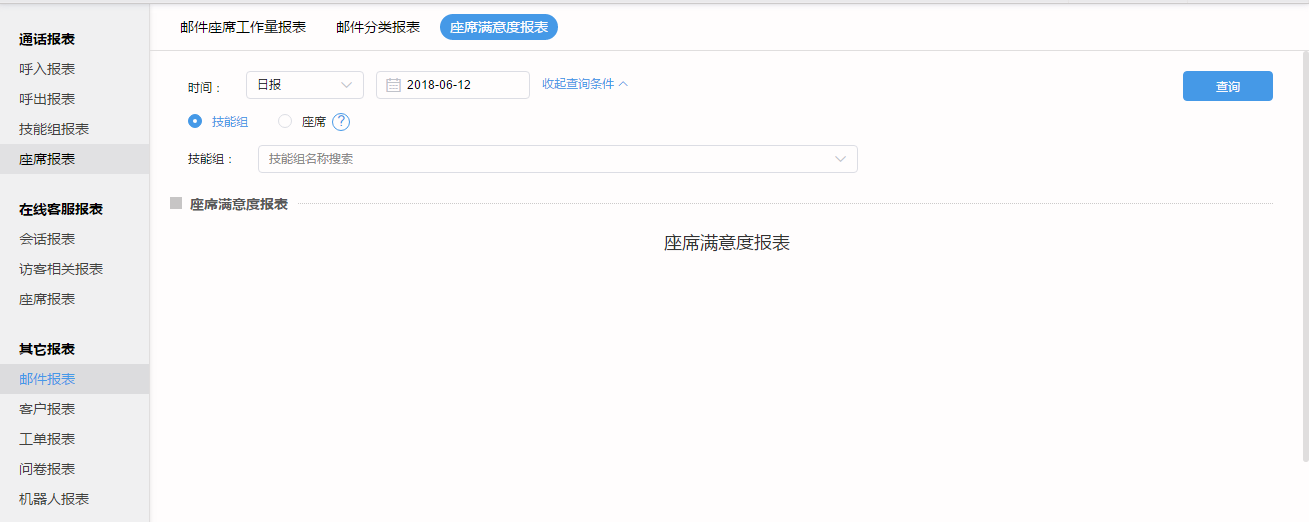 通话报表
呼入报表
呼出报表
技能组报表
座席报表
在线客服报表
会话报表
访客相关报表
座席报表
其它报表
邮件报表
客户报表
工单报表
问卷报表
机器人报表
邮件座席工作量报表 邮件分类报表 座席满意度报表
时间： 日报 2018-06-12 收起查询条件 查询
技能组 座席 ?
技能组： 技能组名称搜索
座席满意度报表
座席满意度报表